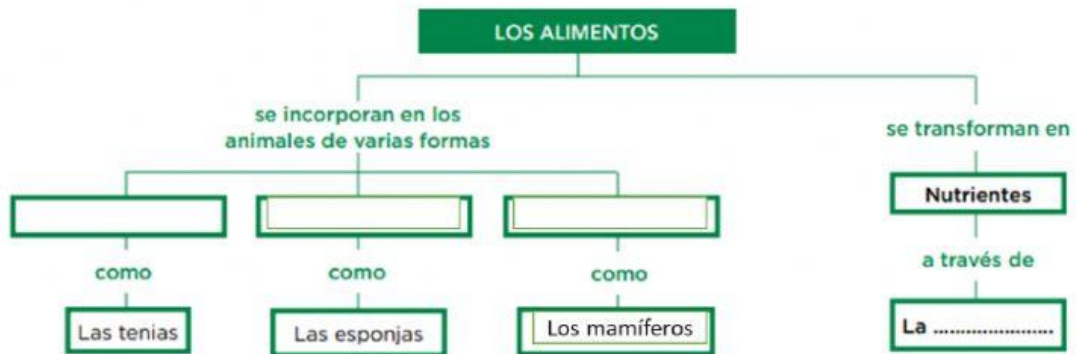 LOS ALIMENTOS
se incorporan en los
animales de varias formas
se transforman en
Nutrientes
como
como
como
a través de
Las tenias
Las esponjas
Los mamíferos
La ......................